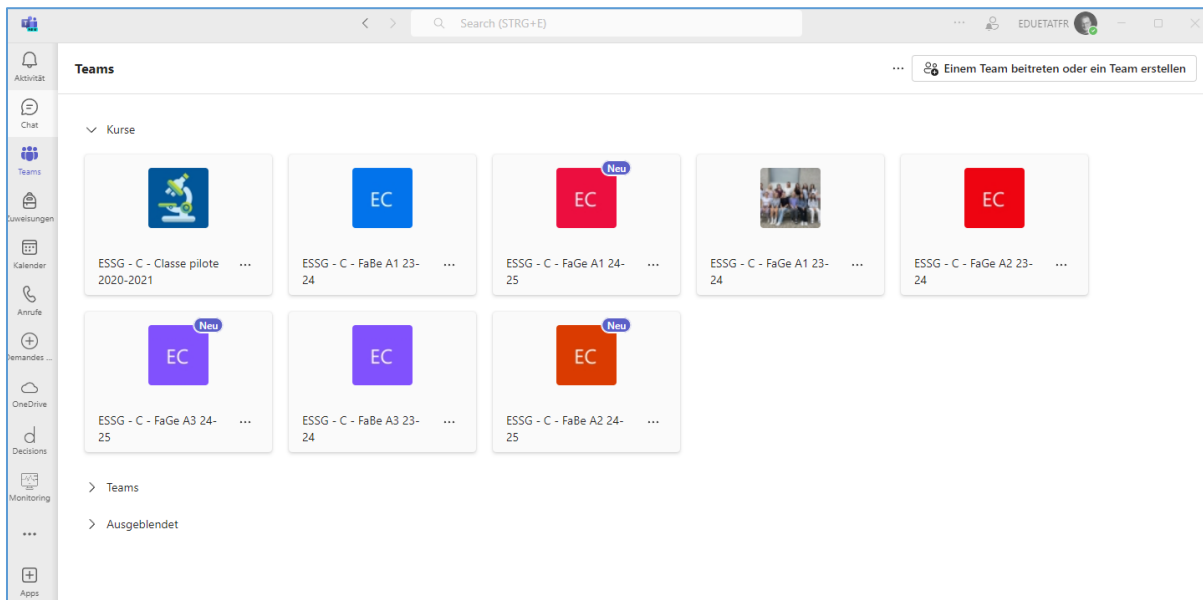 Search (STRG+E)
EDUETATFR
Aktivität
Chat
Teams
Zuweisungen
Kalender
Anrufe
Demandes ...
OneDrive
Decisions
Monitoring
Apps
Teams
Einem Team beitreten oder ein Team erstellen
Kurse
ESSG - C - Classe pilote
2020-2021
EC
ESSG - C - FaBe A1 23-
24
Neu
EC
ESSG - C - FaGe A1 24-
25
ESSG - C - FaGe A1 23-
24
EC
ESSG - C - FaGe A2 23-
24
Neu
EC
ESSG - C - FaGe A3 24-
25
EC
ESSG - C - FaBe A3 23-
24
Neu
EC
ESSG - C - FaBe A2 24-
25
Teams
Ausgeblendet